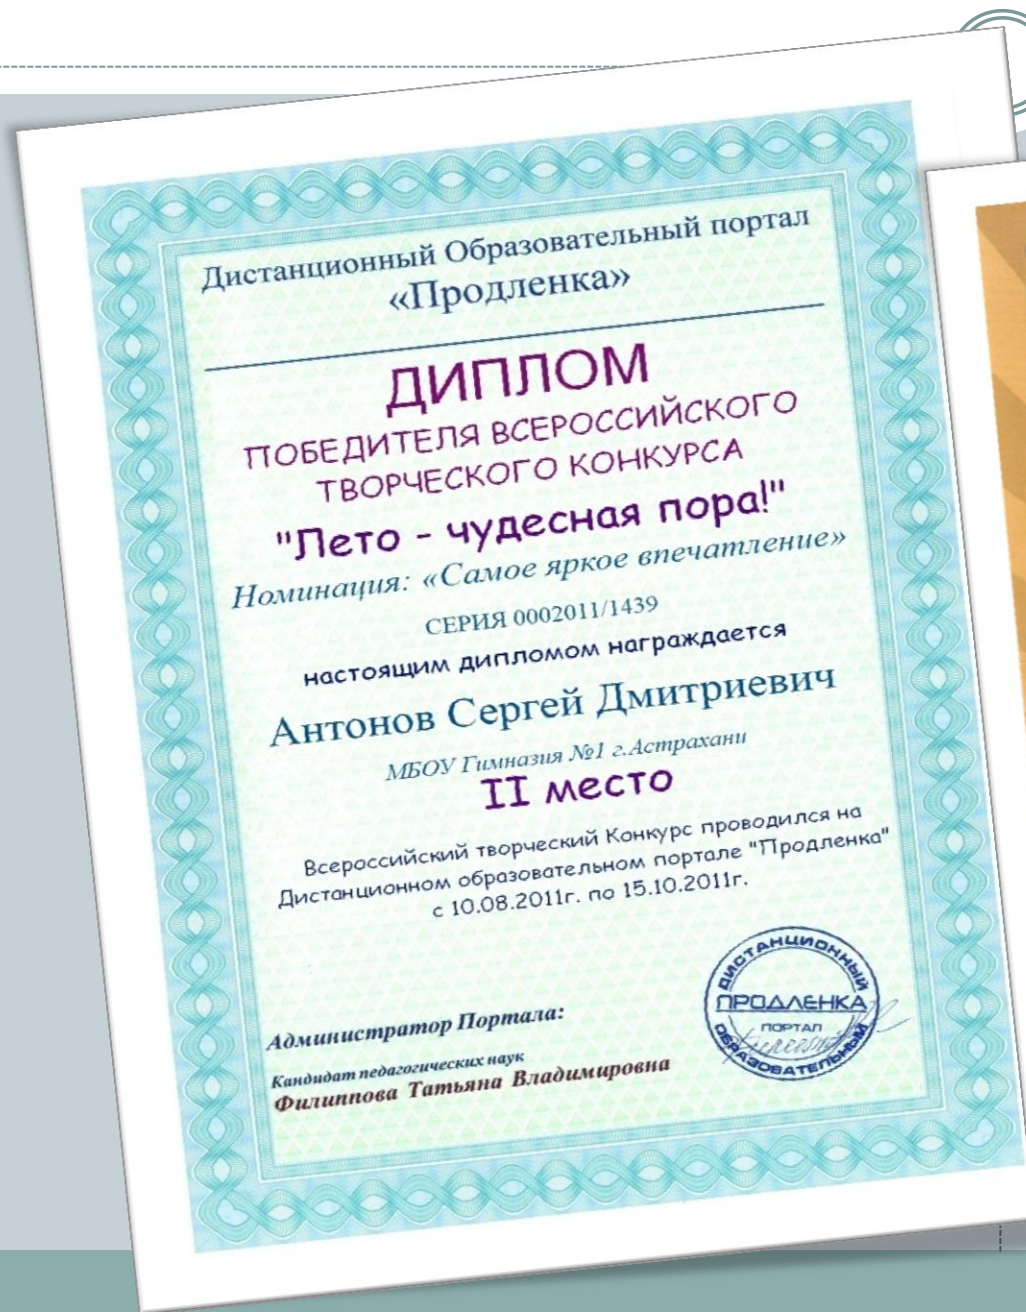 Дистанционный Образовательный портал
«Продленка»
ДИПЛОМ
ПОБЕДИТЕЛЯ ВСЕРОССИЙСКОГО
ТВОРЧЕСКОГО КОНКУРСА
"Лето - чудесная пора!"
Номинация: «Самое яркое впечатление»
СЕРИЯ 0002011/1439
настоящим дипломом награждается
Антонов Сергей Дмитриевич
МБОУ Гимназия №1 г.Астрахани
II место
Всероссийский творческий Конкурс проводился на
Дистанционном образовательном портале "Продленка"
с 10.08.2011г. по 15.10.2011г.
ДИСТАНЦИОННЫЙ
ПРОДЛЕНКА
ПОРТАЛ
ОБРАЗОВАТЕЛЬНЫЙ
Администратор Портала:
Кандидат педагогических наук
Филиппова Татьяна Владимировна